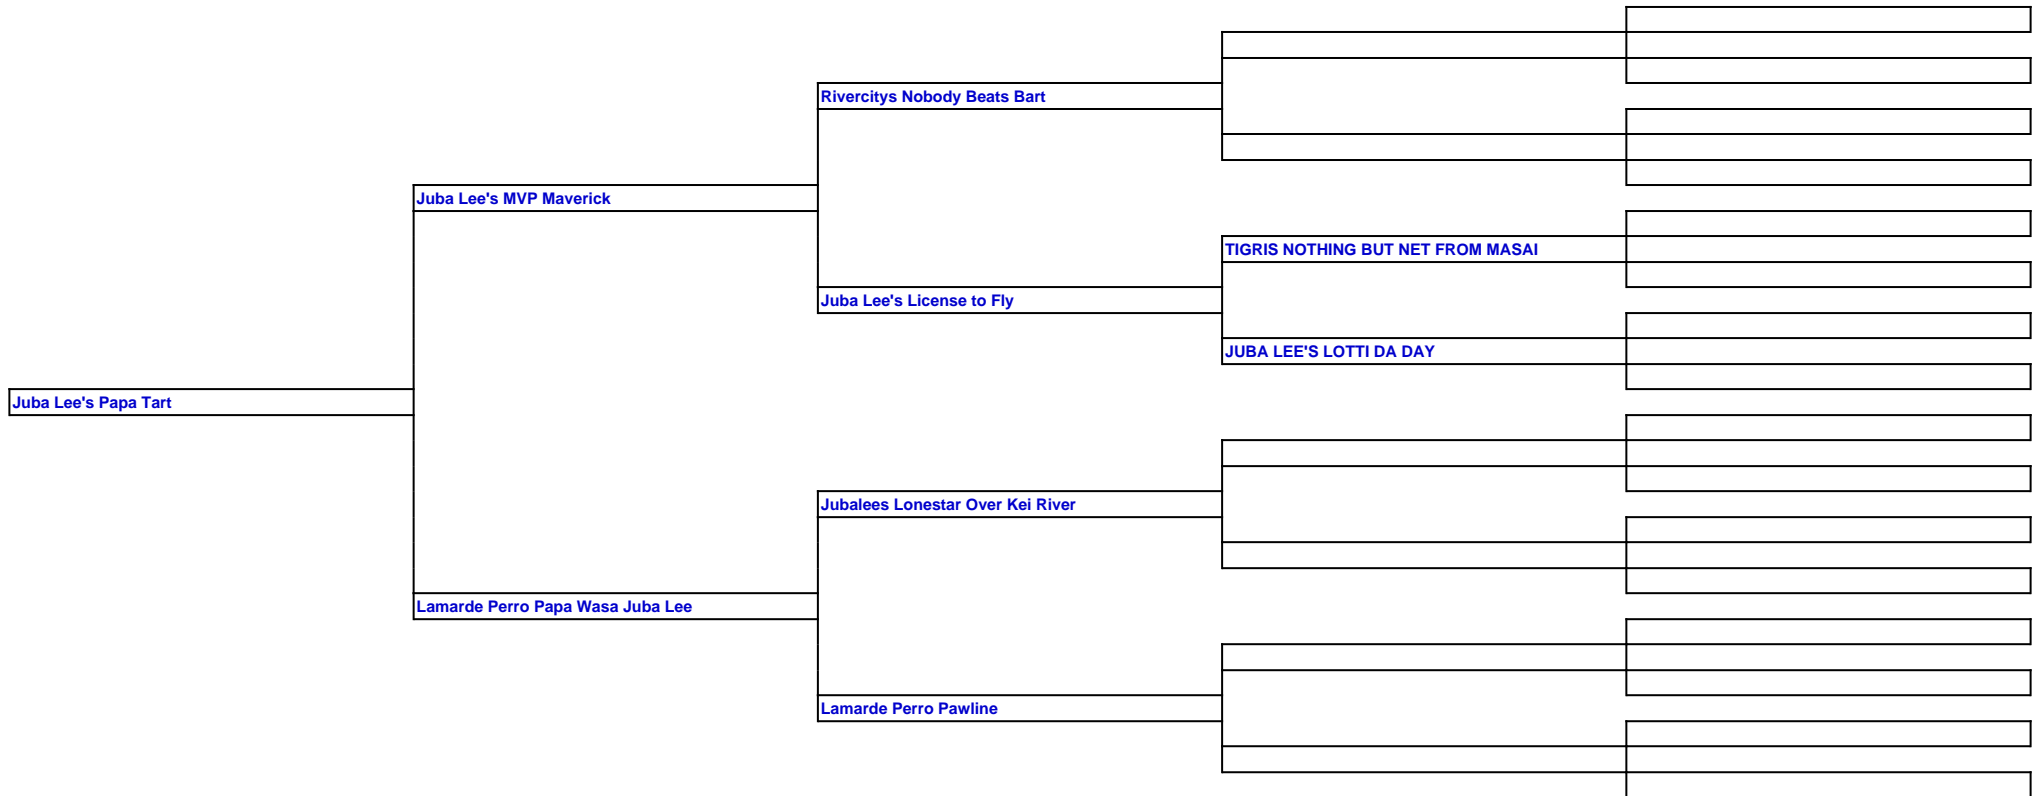 Rivercitys Nobody Beats Bart
Juba Lee's MVP Maverick
TIGRIS NOTHING BUT NET FROM MASAI
Juba Lee's License to Fly
JUBA LEE'S LOTTI DA DAY
Juba Lee's Papa Tart
Jubalees Lonestar Over Kei River
Lamarde Perro Papa Wasa Juba Lee
Lamarde Perro Pawline